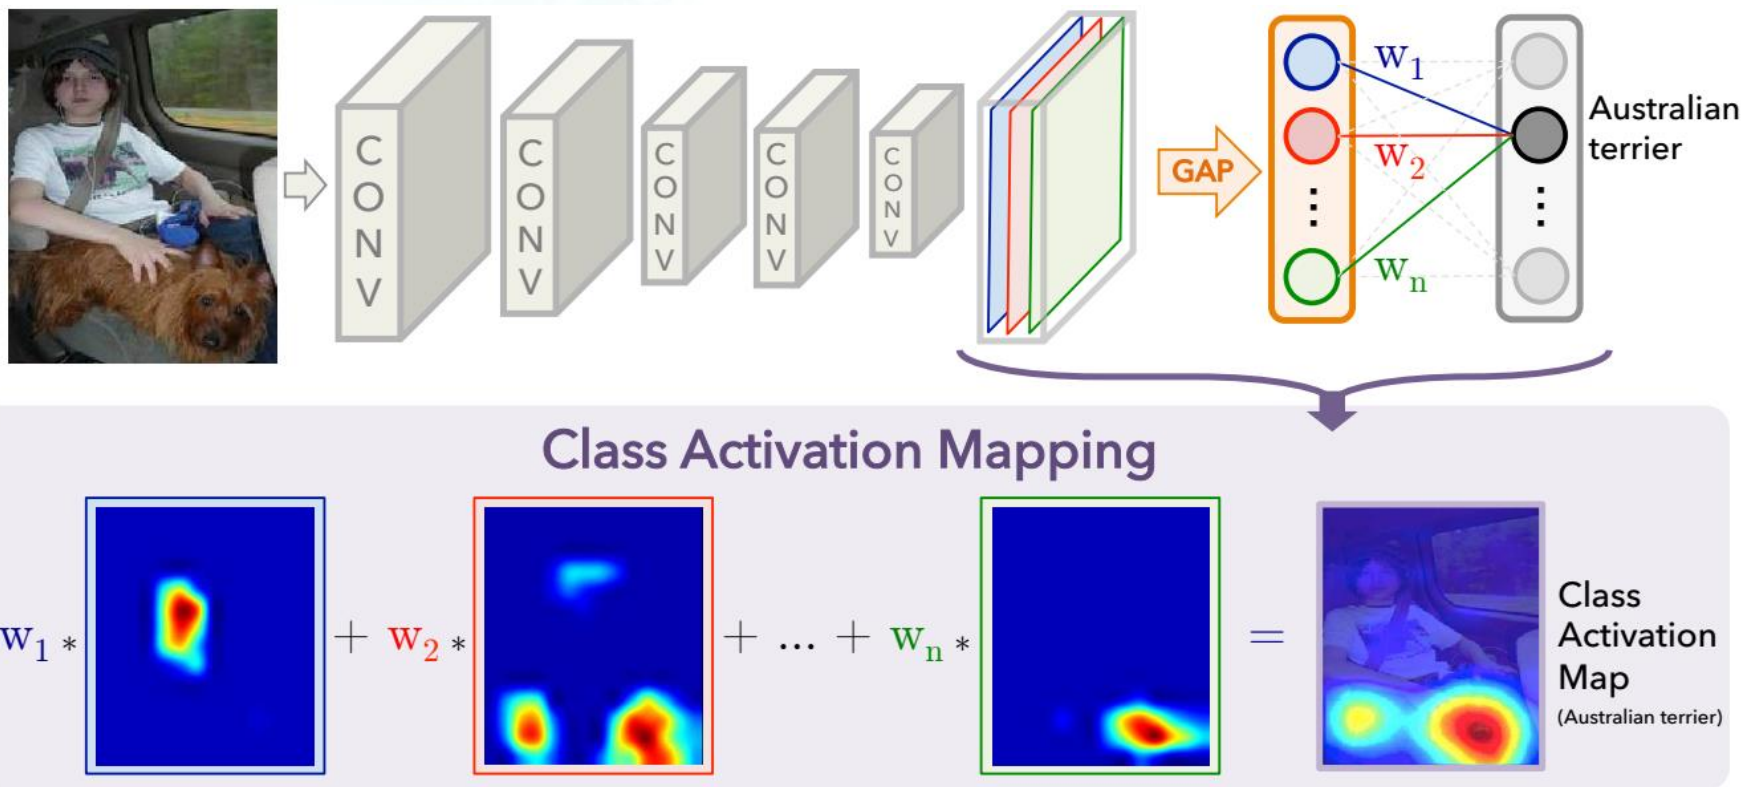 CONV
CONV
CONV
CONV
CONV
GAP
w1
w2
⋮
wn
⋮
Australian
terrier
Class Activation Mapping
w1 * + w2 * + ... + wn * =
Class
Activation
Map
(Australian terrier)